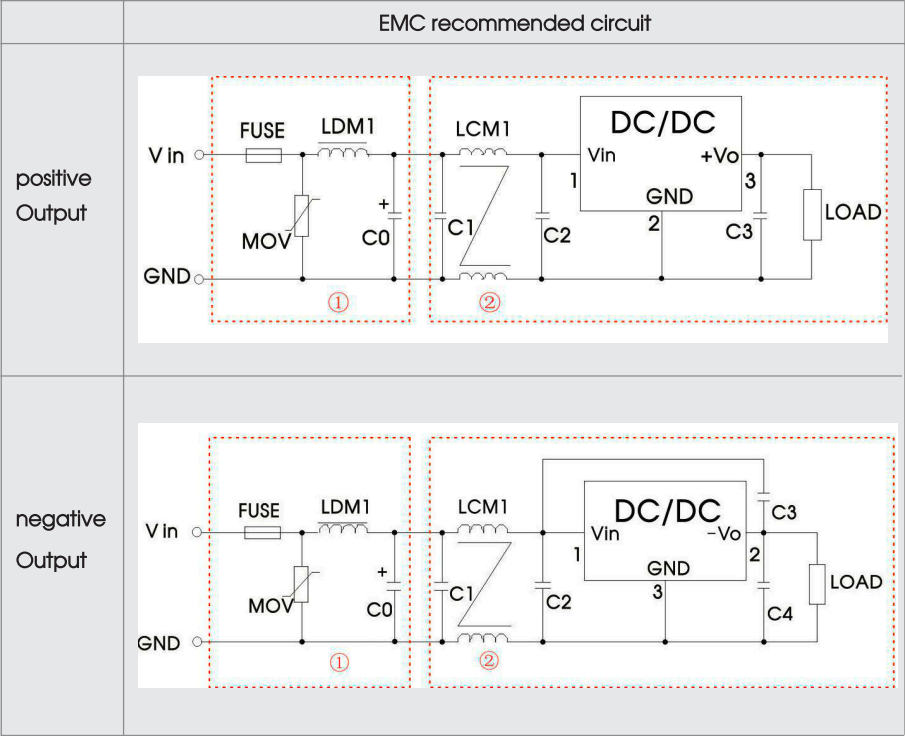 EMC recommended circuit
positive
Output
FUSE LDM1 LCM1 DC/DC
Vin Vin +Vo
1 3
GND
MOV + C0 C1 C2 2 C3 LOAD
GND
① ②
negative
Output
FUSE LDM1 LCM1 DC/DC C3
Vin Vin -Vo
1 2
GND
MOV + C0 C1 C2 3 C4 LOAD
GND
① ②